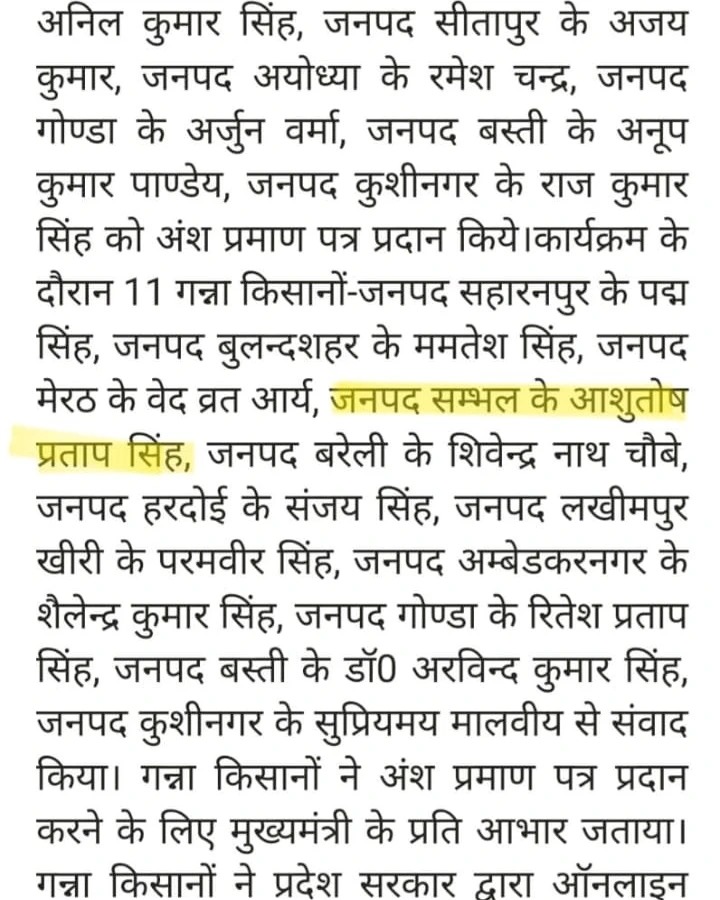 अनिल कुमार सिंह, जनपद सीतापुर के अजय
कुमार, जनपद अयोध्या के रमेश चन्द्र, जनपद
गोण्डा के अर्जुन वर्मा, जनपद बस्ती के अनूप
कुमार पाण्डेय, जनपद कुशीनगर के राज कुमार
सिंह को अंश प्रमाण पत्र प्रदान किये।कार्यक्रम के
दौरान 11 गन्ना किसानों-जनपद सहारनपुर के पद्म
सिंह, जनपद बुलन्दशहर के ममतेश सिंह, जनपद
मेरठ के वेद व्रत आर्य, जनपद सम्भल के आशुतोष
प्रताप सिंह, जनपद बरेली के शिवेन्द्र नाथ चौबे,
जनपद हरदोई के संजय सिंह, जनपद लखीमपुर
खीरी के परमवीर सिंह, जनपद अम्बेडकरनगर के
शैलेन्द्र कुमार सिंह, जनपद गोण्डा के रितेश प्रताप
सिंह, जनपद बस्ती के डॉ0 अरविन्द कुमार सिंह,
जनपद कुशीनगर के सुप्रियमय मालवीय से संवाद
किया। गन्ना किसानों ने अंश प्रमाण पत्र प्रदान
करने के लिए मुख्यमंत्री के प्रति आभार जताया।
गन्ना किसानों ने प्रदेश सरकार द्वारा ऑनलाइन